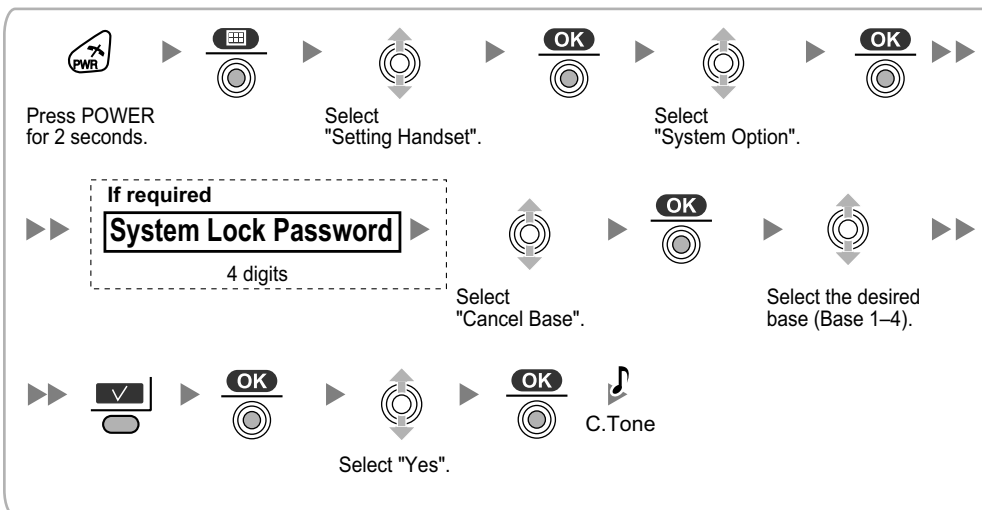 PWR
OK
OK
Press POWER
for 2 seconds.
Select
"Setting Handset".
Select
"System Option".
If required
System Lock Password
4 digits
OK
Select
"Cancel Base".
Select the desired
base (Base 1–4).
OK
OK
C.Tone
Select "Yes".